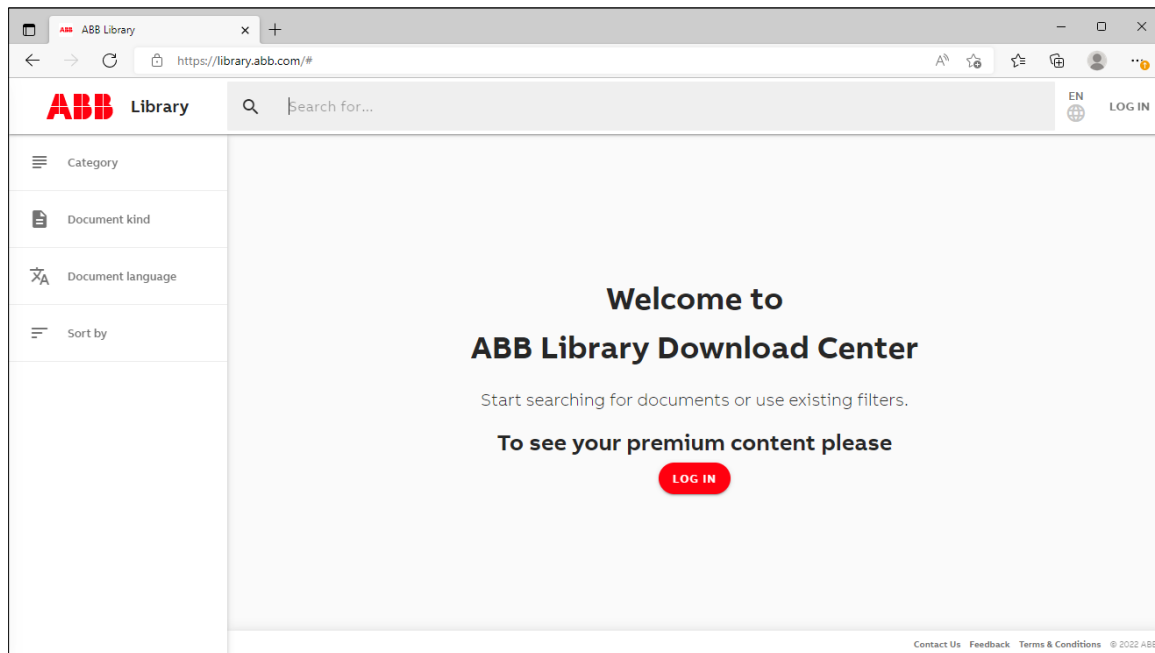 ABB ABB Library
https://library.abb.com/#
ABB Library
Search for...
EN
LOG IN
Category
Document kind
Document language
Sort by
Welcome to
ABB Library Download Center
Start searching for documents or use existing filters.
To see your premium content please
LOG IN
Contact Us Feedback Terms & Conditions © 2022 ABB